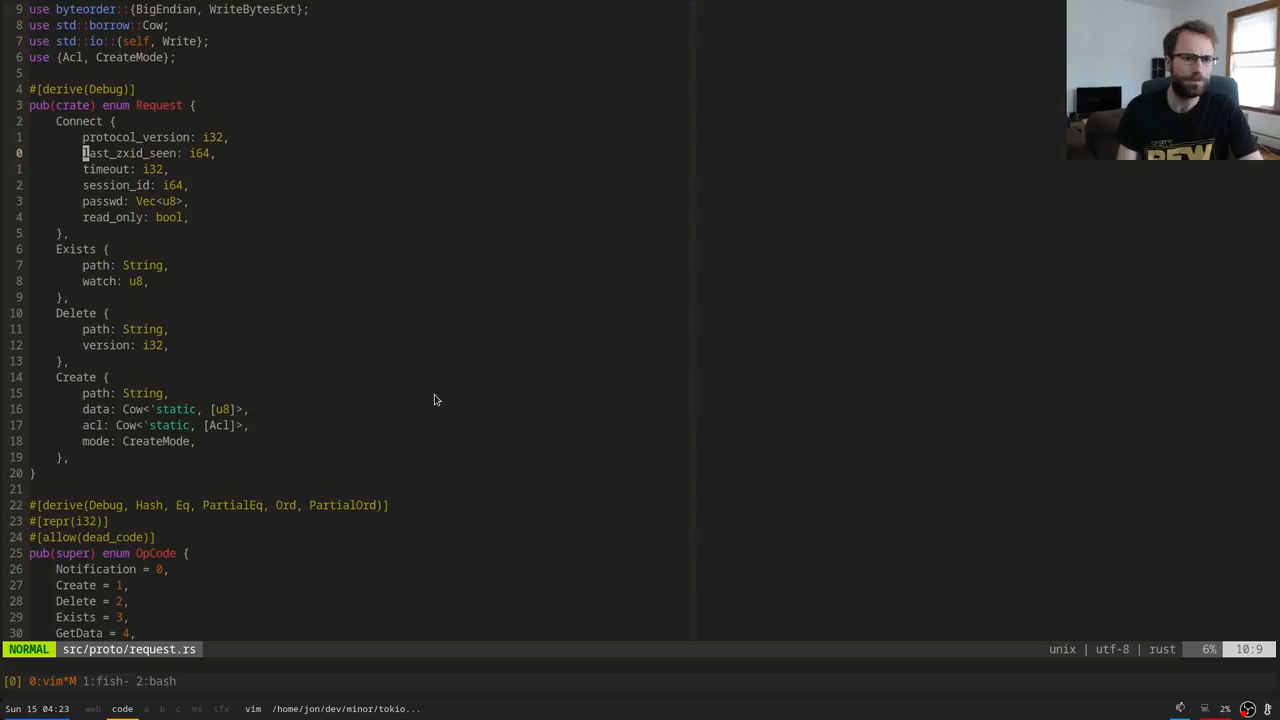 9 use byteorder::{BigEndian, WriteBytesExt};
8 use std::borrow::Cow;
7 use std::io::{self, Write};
6 use {Acl, CreateMode};
5
4 #[derive(Debug)]
3 pub(crate) enum Request {
2     Connect {
1         protocol_version: i32,
0         last_zxid_seen: i64,
1         timeout: i32,
2         session_id: i64,
3         passwd: Vec<u8>,
4         read_only: bool,
5     },
6     Exists {
7         path: String,
8         watch: u8,
9     },
10     Delete {
11         path: String,
12         version: i32,
13     },
14     Create {
15         path: String,
16         data: Cow<'static, [u8]>,
17         acl: Cow<'static, [Acl]>,
18         mode: CreateMode,
19     },
20 }
21
22 #[derive(Debug, Hash, Eq, PartialEq, Ord, PartialOrd)]
23 #[repr(i32)]
24 #[allow(dead_code)]
25 pub(super) enum OpCode {
26     Notification = 0,
27     Create = 1,
28     Delete = 2,
29     Exists = 3,
30     GetData = 4,
NORMAL src/proto/request.rs unix | utf-8 | rust 6% 10:9
[0] 0:vim*M 1:fish- 2:bash
Sun 15 04:23 web code a b c mx sfx vim /home/jon/dev/minor/tokio... 2%